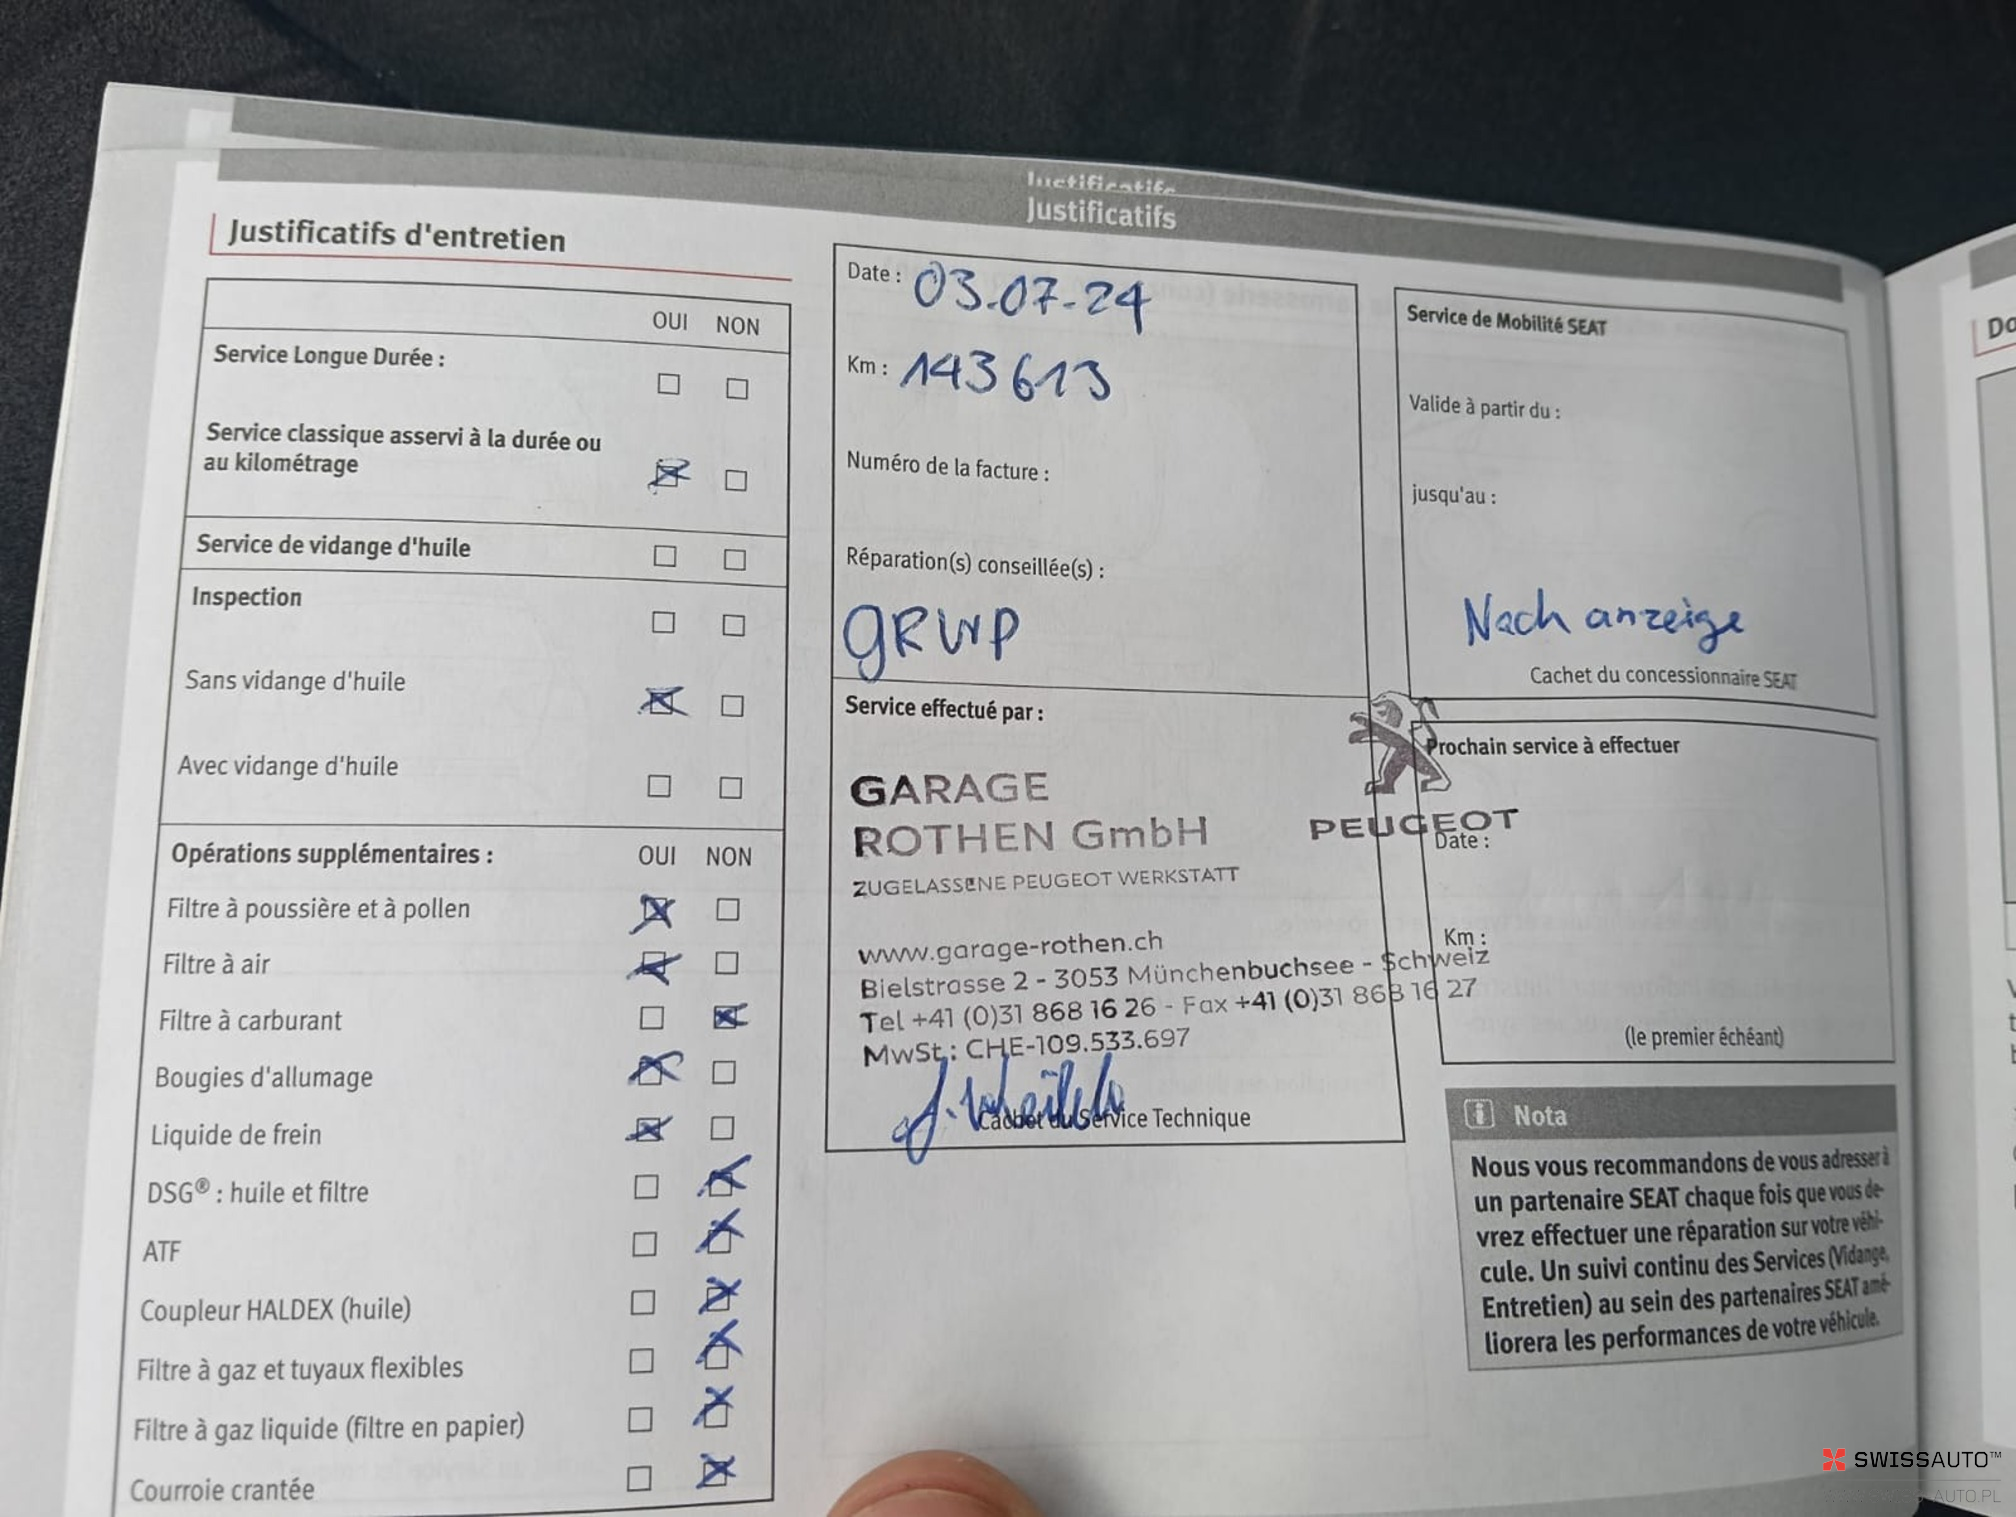 Justificatifs
Justificatifs
Justificatifs d'entretien
OUI NON
Service Longue Durée :
Service classique asservi à la durée ou
au kilométrage
Service de vidange d'huile
Inspection
Sans vidange d'huile
Avec vidange d'huile
Opérations supplémentaires : OUI NON
Filtre à poussière et à pollen
Filtre à air
Filtre à carburant
Bougies d'allumage
Liquide de frein
DSG® : huile et filtre
ATF
Coupleur HALDEX (huile)
Filtre à gaz et tuyaux flexibles
Filtre à gaz liquide (filtre en papier)
Courroie crantée
Date : 03.07-24
Km : 143613
Numéro de la facture :
Réparation(s) conseillée(s) :
Service effectué par :
GARAGE
ROTHEN GmbH
ZUGELASSENE PEUGEOT WERKSTATT
PEUGEOT
www.garage-rothen.ch
Bielstrasse 2 - 3053 Münchenbuchsee - Schweiz
Tel +41 (0)31 868 16 26 - Fax +41 (0)31 868 16 27
MwSt.: CHE-109.533.697
Cachet du Service Technique
Service de Mobilité SEAT
Valide à partir du :
jusqu'au :
Nach anzeige
Cachet du concessionnaire SEAT
Prochain service à effectuer
Date :
Km :
(le premier échéant)
i Nota
Nous vous recommandons de vous adresser à
un partenaire SEAT chaque fois que vous de-
vrez effectuer une réparation sur votre véhi-
cule. Un suivi continu des Services (Vidange,
Entretien) au sein des partenaires SEAT amé-
liorera les performances de votre véhicule.
Do
SWISSAUTO™